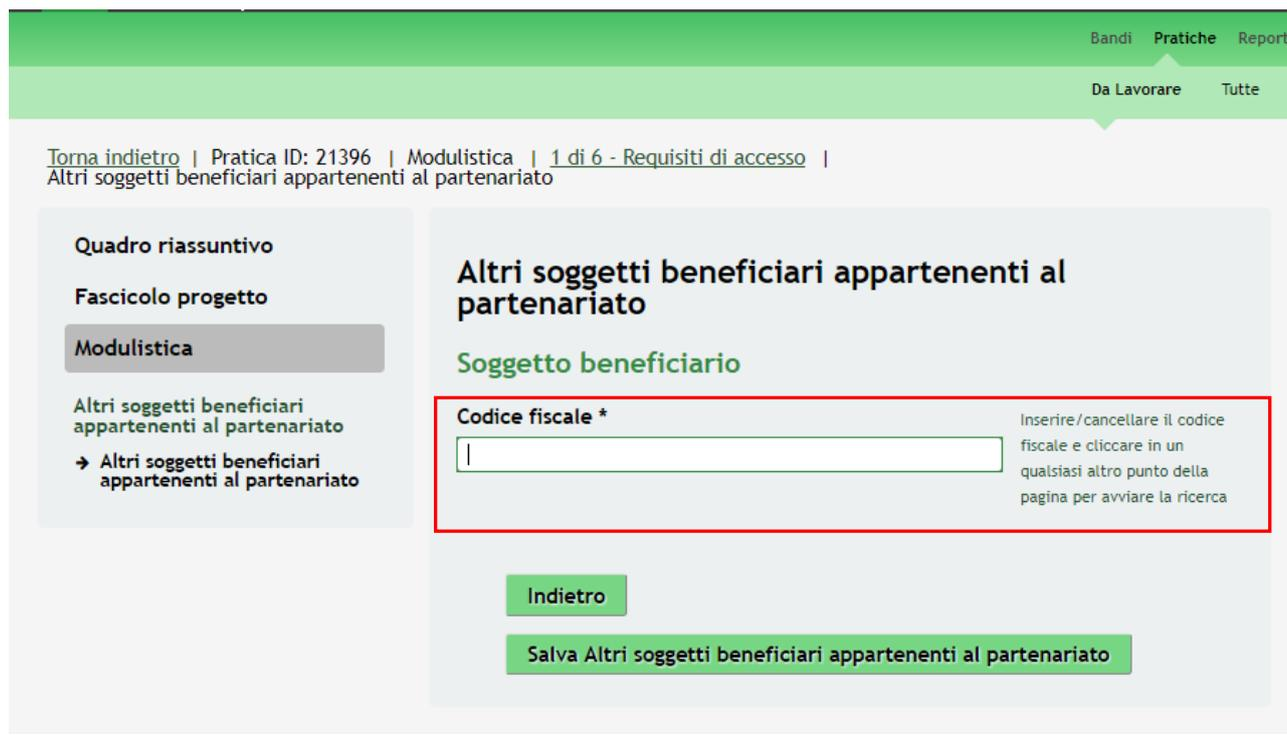 Bandi Pratiche Report
Da Lavorare Tutte
Torna indietro | Pratica ID: 21396 | Modulistica | 1 di 6 - Requisiti di accesso |
Altri soggetti beneficiari appartenenti al partenariato
Quadro riassuntivo
Fascicolo progetto
Modulistica
Altri soggetti beneficiari
appartenenti al partenariato
→ Altri soggetti beneficiari
appartenenti al partenariato
Altri soggetti beneficiari appartenenti al
partenariato
Soggetto beneficiario
Codice fiscale *
Inserire/cancellare il codice
fiscale e cliccare in un
qualsiasi altro punto della
pagina per avviare la ricerca
Indietro
Salva Altri soggetti beneficiari appartenenti al partenariato